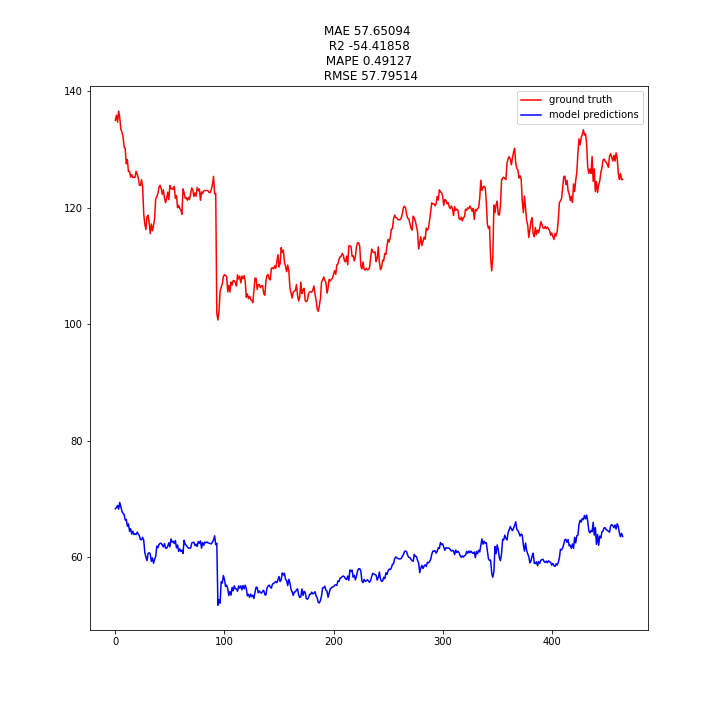 MAE 57.65094
R2 -54.41858
MAPE 0.49127
RMSE 57.79514
ground truth
model predictions
140
120
100
80
60
0 100 200 300 400